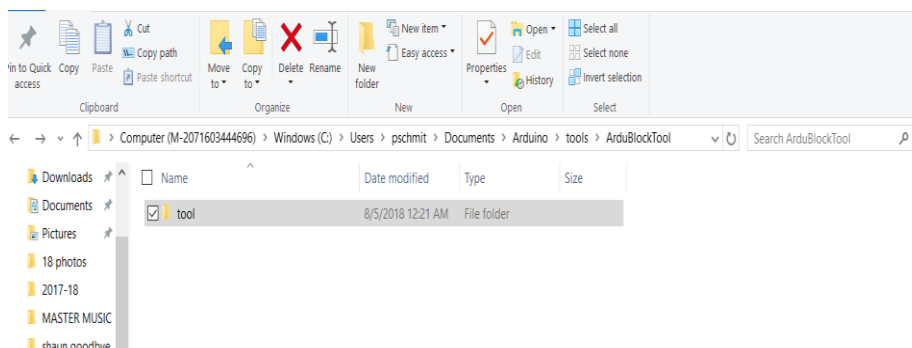 Pin to Quick access
Copy
Paste
Cut
Copy path
Paste shortcut
Clipboard
Move to
Copy to
Delete
Rename
Organize
New folder
New item
Easy access
New
Properties
Open
Edit
History
Open
Select all
Select none
Invert selection
Select
Computer (M-2071603444696) > Windows (C:) > Users > pschmit > Documents > Arduino > tools > ArduBlockTool
Search ArduBlockTool
Downloads
Documents
Pictures
18 photos
2017-18
MASTER MUSIC
shaun goodbye
Name Date modified Type Size
tool 8/5/2018 12:21 AM File folder